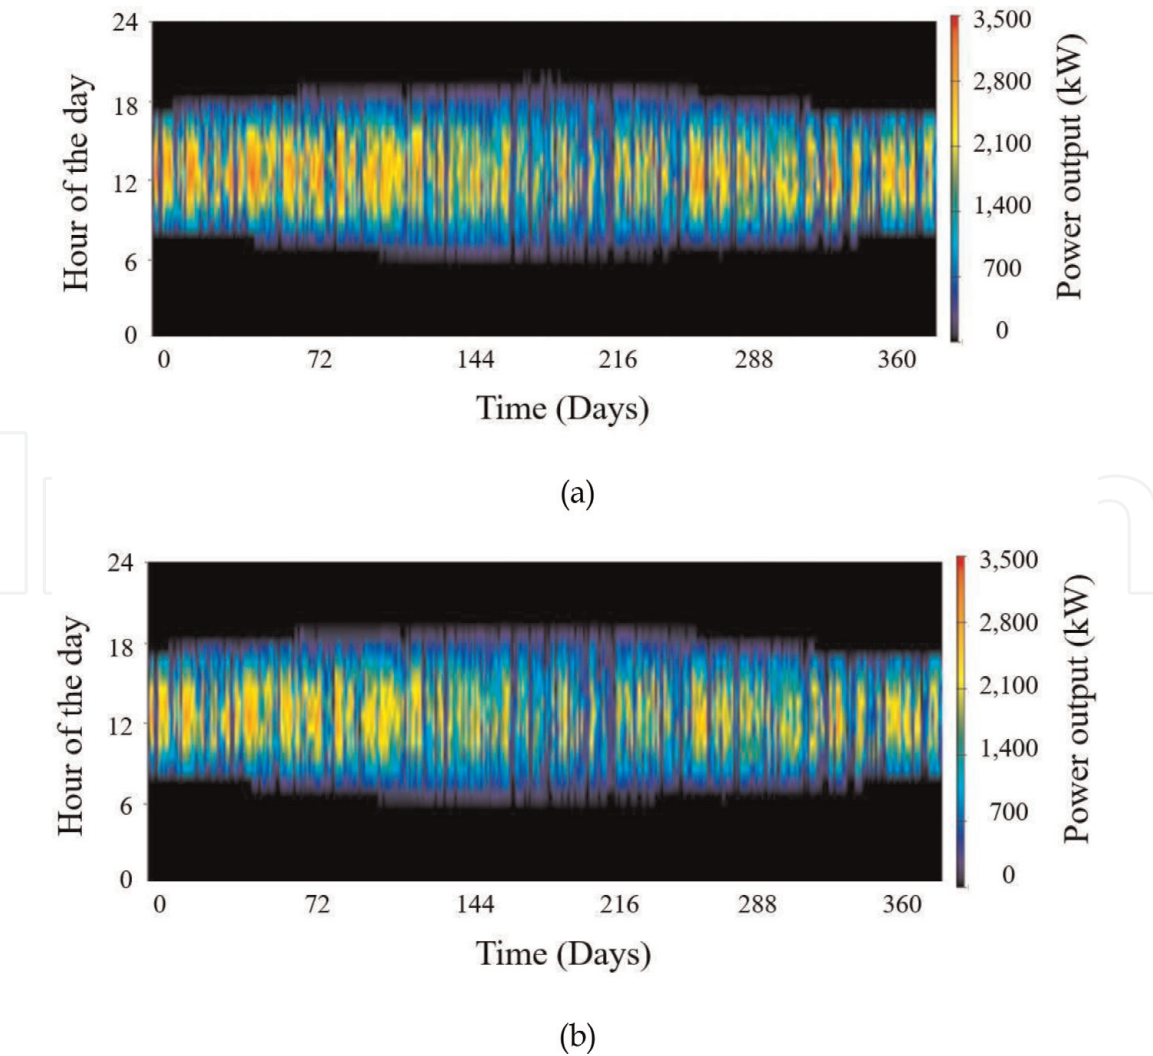 24
18
12
6
0
Hour of the day
0 72 144 216 288 360
Time (Days)
3,500
2,800
2,100
1,400
700
0
Power output (kW)
(a)
24
18
12
6
0
Hour of the day
0 72 144 216 288 360
Time (Days)
3,500
2,800
2,100
1,400
700
0
Power output (kW)
(b)